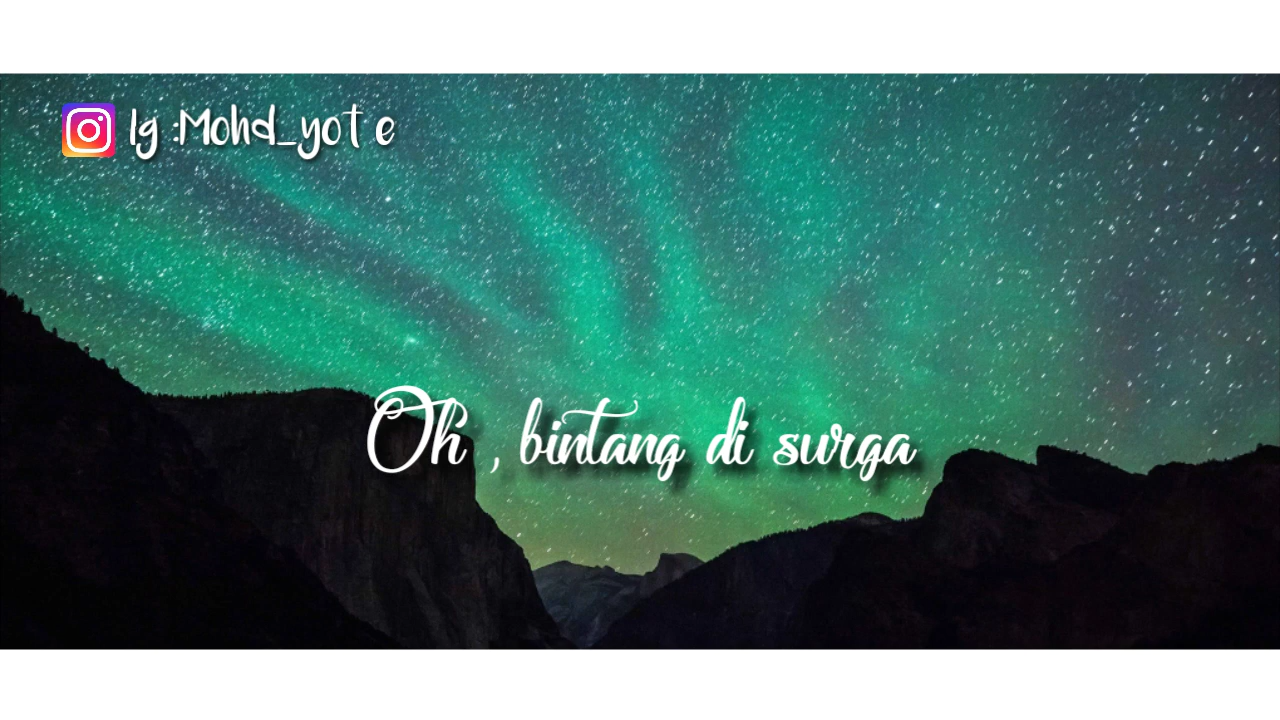 Ig :Mohd_yot e
Oh , bintang di surga